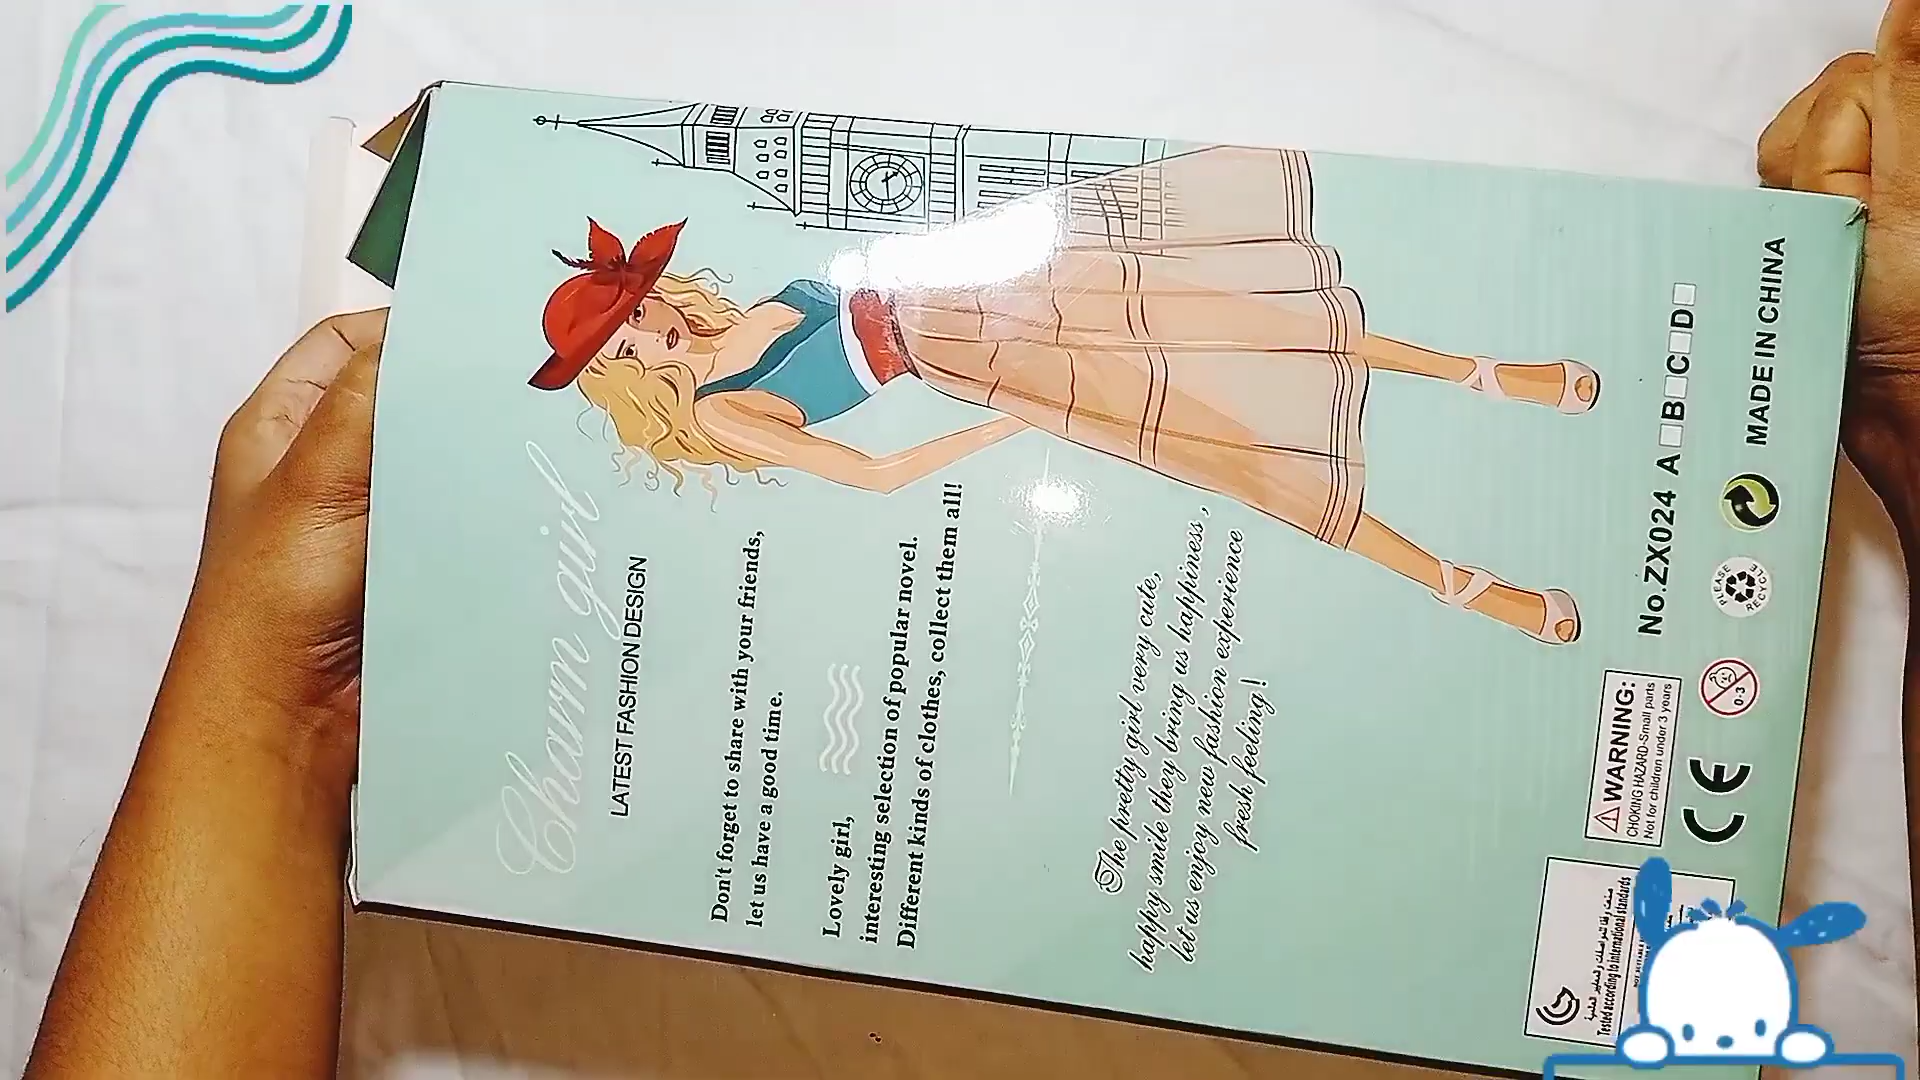 Charm girl
LATEST FASHION DESIGN
Don't forget to share with your friends,
let us have a good time.
Lovely girl,
interesting selection of popular novel.
Different kinds of clothes, collect them all!
The pretty girl very cute,
happy smile they bring us happiness,
let us enjoy new fashion experience
fresh feeling!
Tested according to international standards
WARNING:
CHOKING HAZARD-Small parts
Not for children under 3 years
No.ZX024 A B C D
CE
0-3
PLEASE
RECYCLE
MADE IN CHINA